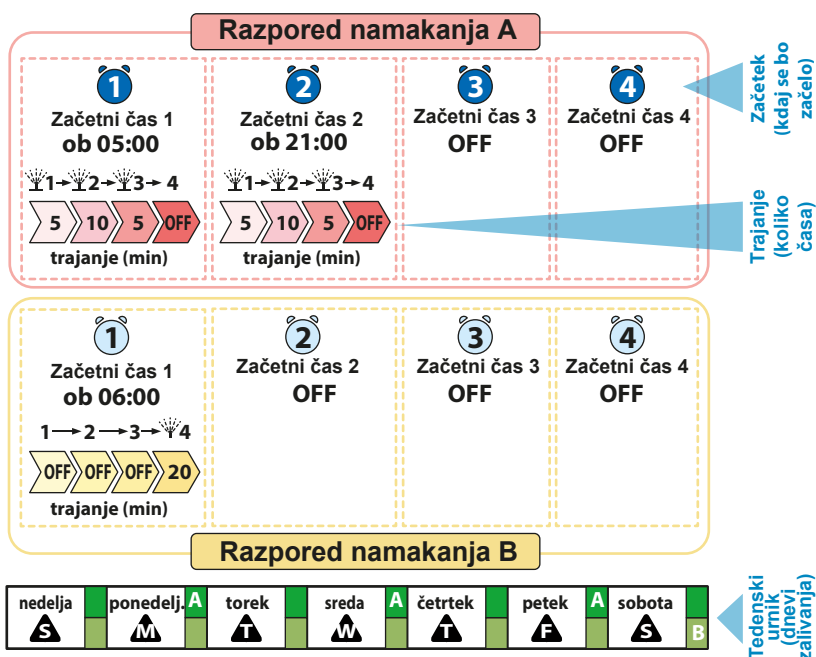 Razpored namakanja A
1
Začetni čas 1
ob 05:00
1 2 3 4
5 10 5 OFF
trajanje (min)
2
Začetni čas 2
ob 21:00
1 2 3 4
5 10 5 OFF
trajanje (min)
3
Začetni čas 3
OFF
4
Začetni čas 4
OFF
Začetek
(kdaj se bo
začelo)
Trajanje
(koliko
časa)
1
Začetni čas 1
ob 06:00
1 2 3 4
OFF OFF OFF 20
trajanje (min)
2
Začetni čas 2
OFF
3
Začetni čas 3
OFF
4
Začetni čas 4
OFF
Razpored namakanja B
nedelja ponedelj. A torek sreda A četrtek petek A sobota
S M T W T F S B
Tedenski
urnik
(dnevi
zalivanja)